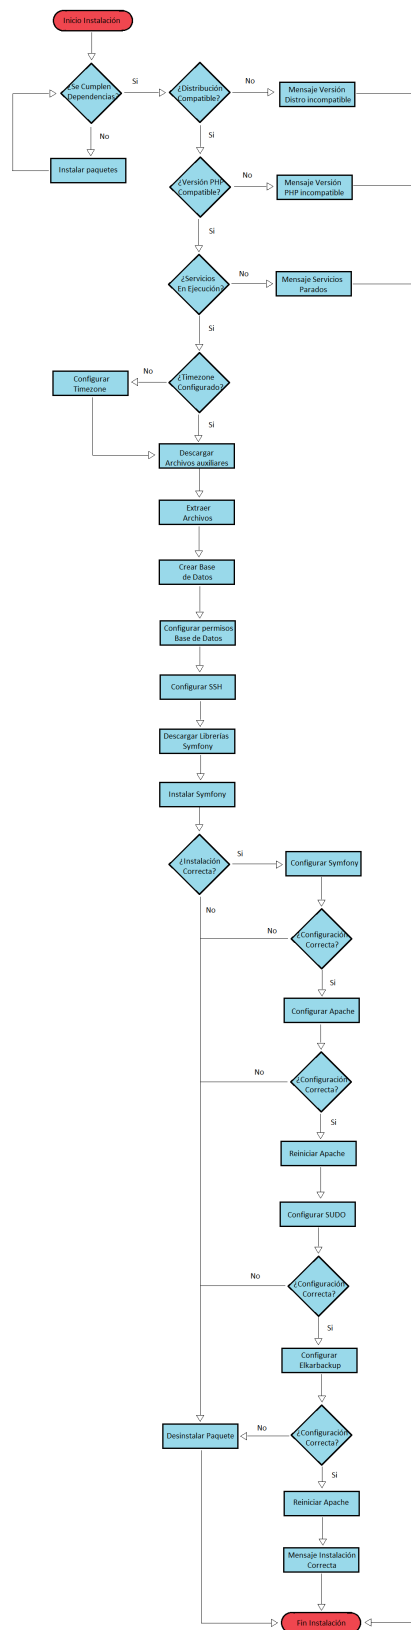 Inicio Instalación
¿Se Cumplen
Dependencias?
Si
¿Distribución
Compatible?
No
Mensaje Versión
Distro incompatible
No
Si
Instalar paquetes
¿Versión PHP
Compatible?
No
Mensaje Versión
PHP incompatible
Si
¿Servicios
En Ejecución?
No
Mensaje Servicios
Parados
Si
¿Timezone
Configurado?
No
Configurar
Timezone
Si
Descargar
Archivos auxiliares
Extraer
Archivos
Crear Base
de Datos
Configurar permisos
Base de Datos
Configurar SSH
Descargar Librerías
Symfony
Instalar Symfony
¿Instalación
Correcta?
Si
Configurar Symfony
No
No
¿Configuración
Correcta?
Si
Configurar Apache
No
¿Configuración
Correcta?
Si
Reiniciar Apache
Configurar SUDO
No
¿Configuración
Correcta?
Si
Configurar
Elkarbackup
Desinstalar Paquete
No
¿Configuración
Correcta?
Si
Reiniciar Apache
Mensaje Instalación
Correcta
Fin Instalación